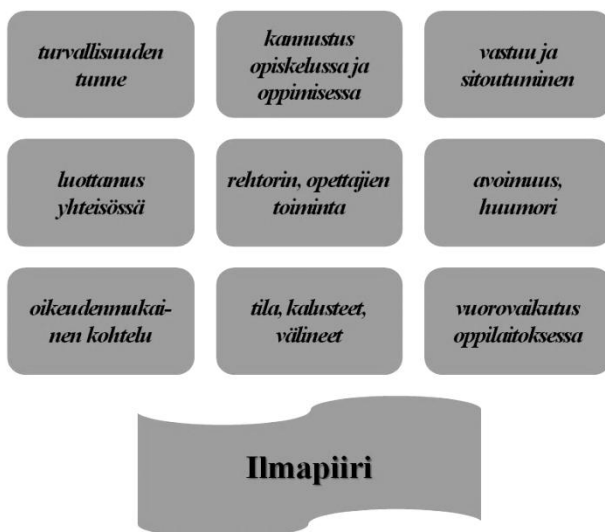 turvallisuuden
tunne
kannustus
opiskelussa ja
oppimisessa
vastuu ja
sitoutuminen
luottamus
yhteisössä
rehtorin, opettajien
toiminta
avoimuus,
huumori
oikeudenmukai-
nen kohtelu
tila, kalusteet,
välineet
vuorovaikutus
oppilaitoksessa
Ilmapiiri